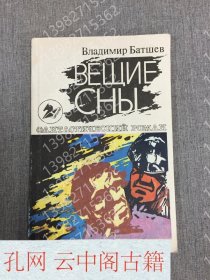 Владимир Батшев
ВЕЩИЕ
СНЫ
ФАНТАСТИЧЕСКИЙ РОМАН
孔网 云中阁古籍